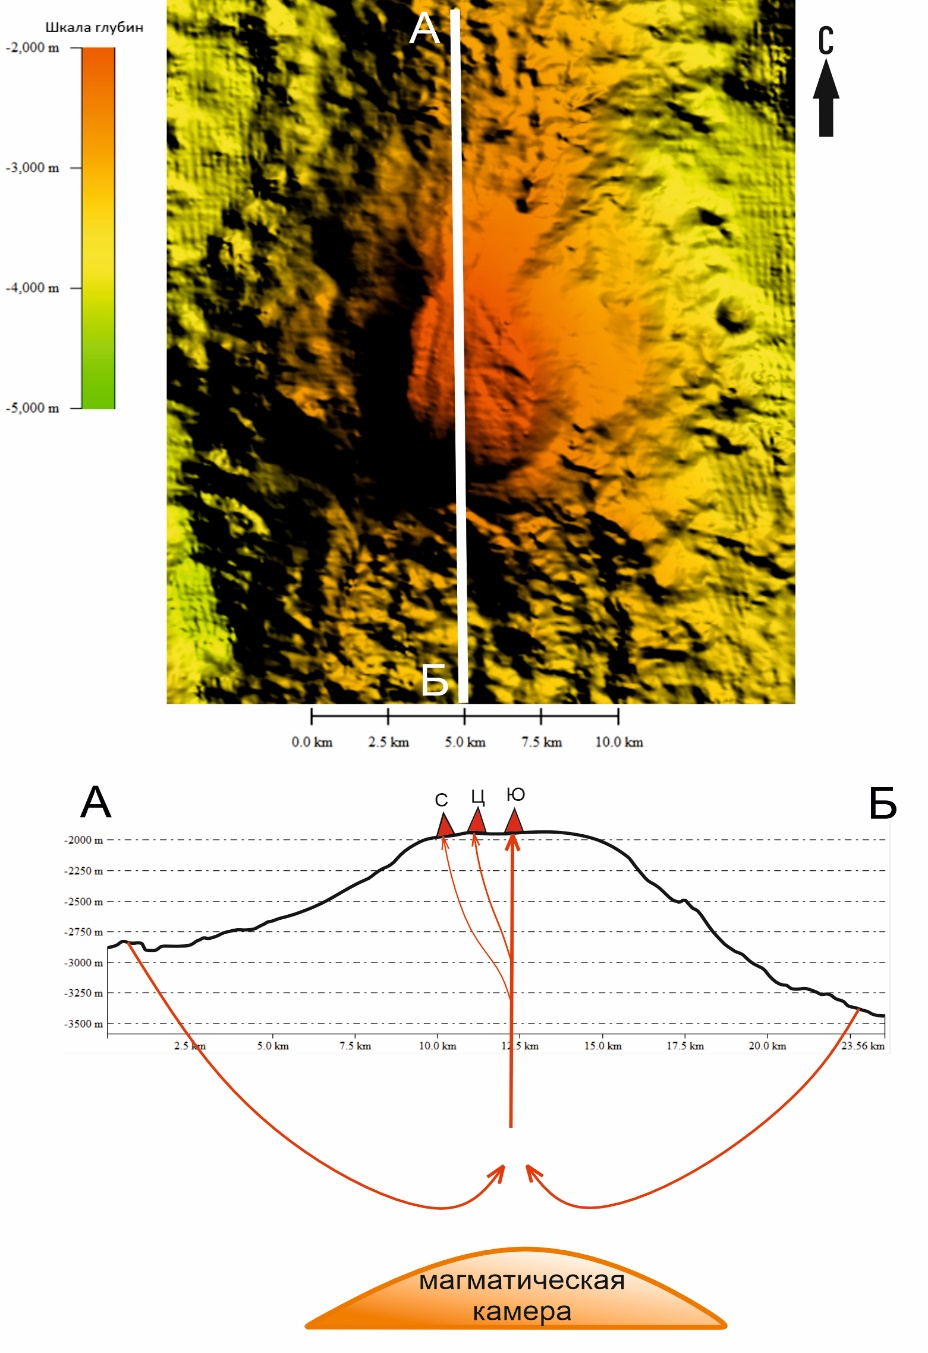 Шкала глубин
-2,000 m
-3,000 m
-4,000 m
-5,000 m
А
С
Б
0.0 km 2.5 km 5.0 km 7.5 km 10.0 km
А
С Ц Ю
Б
-2000 m
-2250 m
-2500 m
-2750 m
-3000 m
-3250 m
-3500 m
2.5 km 5.0 km 7.5 km 10.0 km 12.5 km 15.0 km 17.5 km 20.0 km 23.56 km
магматическая
камера